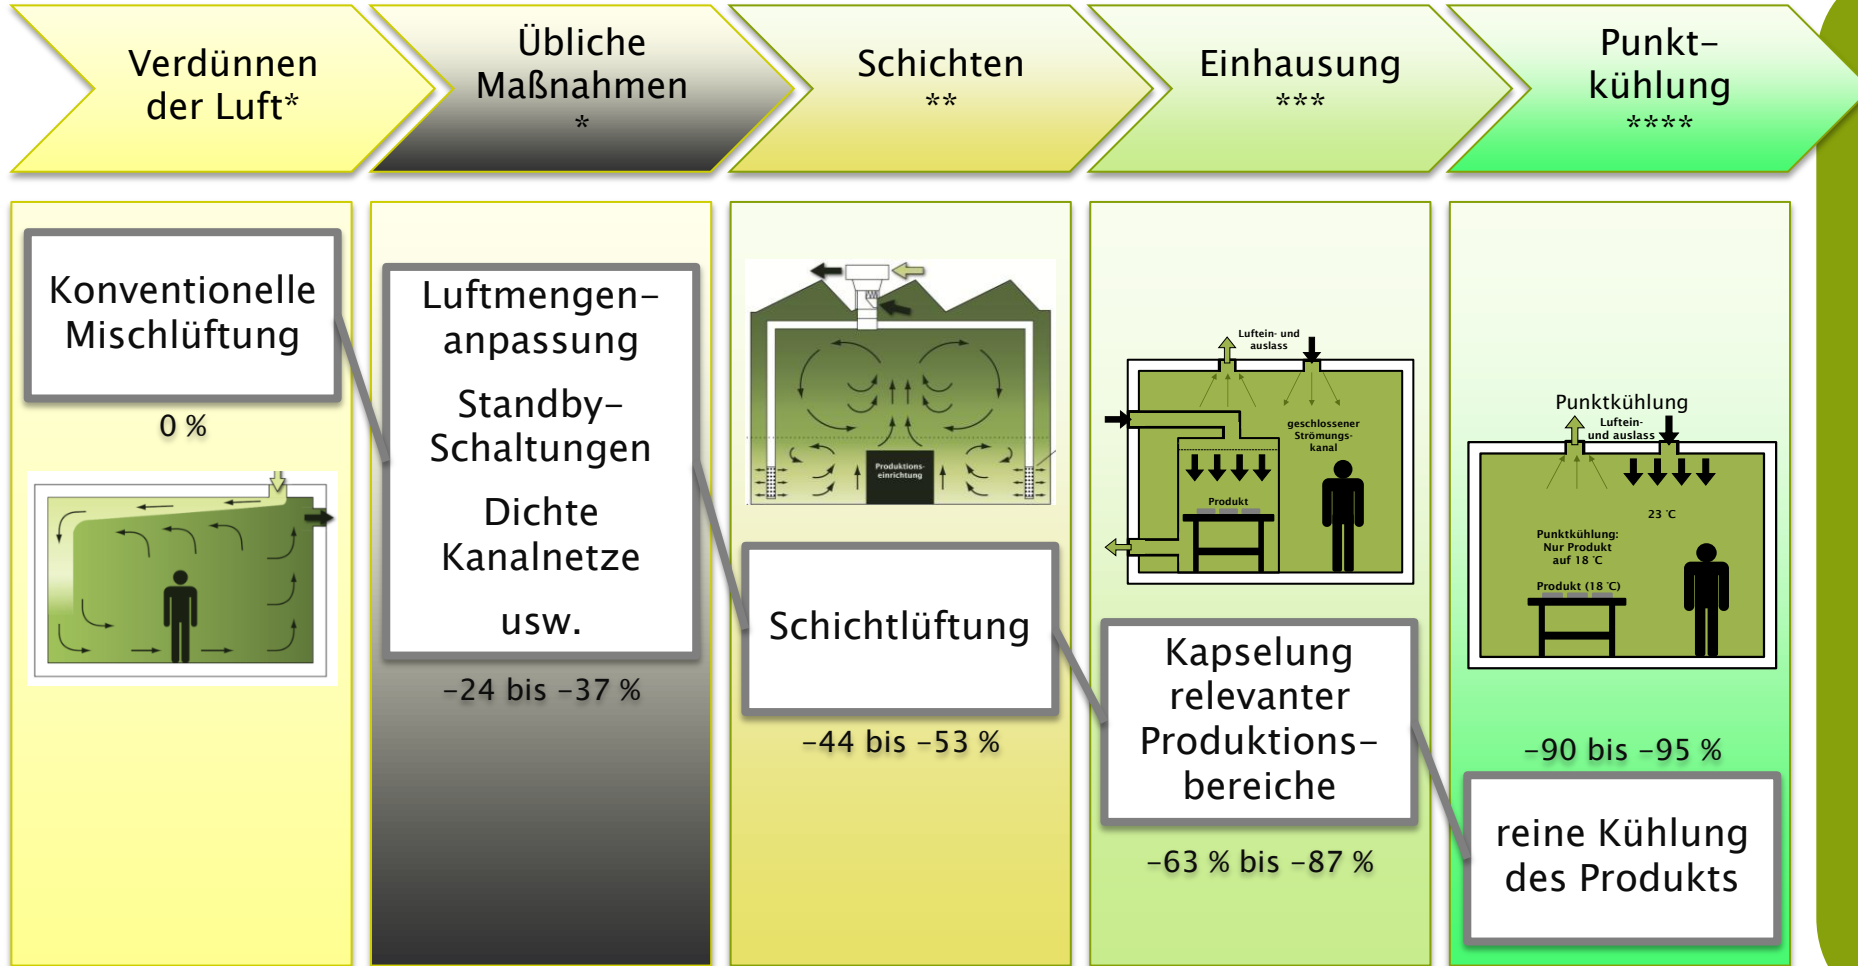 Verdünnen
der Luft*
Übliche
Maßnahmen
*
Schichten
**
Einhausung
***
Punkt-
kühlung
****
Konventionelle
Mischlüftung
0 %
Luftmengen-
anpassung
Standby-
Schaltungen
Dichte
Kanalnetze
usw.
-24 bis -37 %
Produktions-
einrichtung
Schichtlüftung
-44 bis -53 %
Luftein- und
auslass
geschlossener
Strömungs-
kanal
Produkt
Kapselung
relevanter
Produktions-
bereiche
-63 % bis -87 %
Punktkühlung
Luftein-
und auslass
23 °C
Punktkühlung:
Nur Produkt
auf 18 °C
Produkt (18 °C)
-90 bis -95 %
reine Kühlung
des Produkts